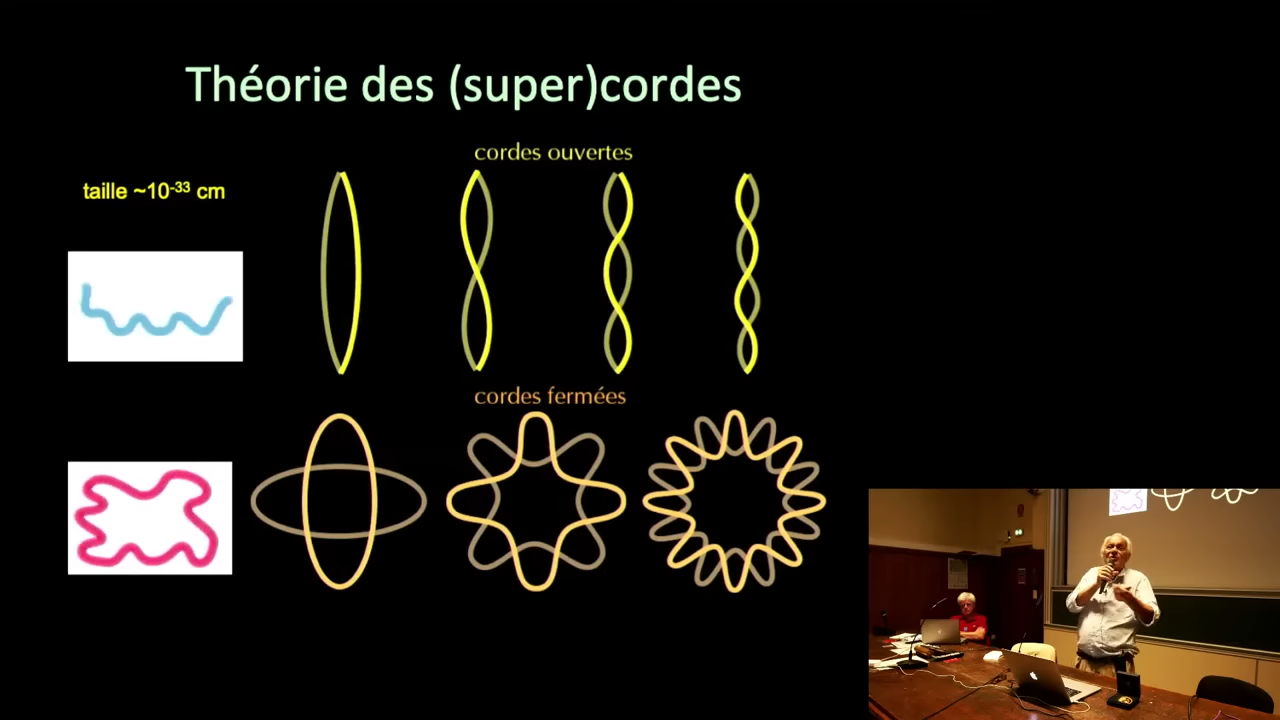 Théorie des (super)cordes
cordes ouvertes
taille ~10⁻³³ cm
cordes fermées